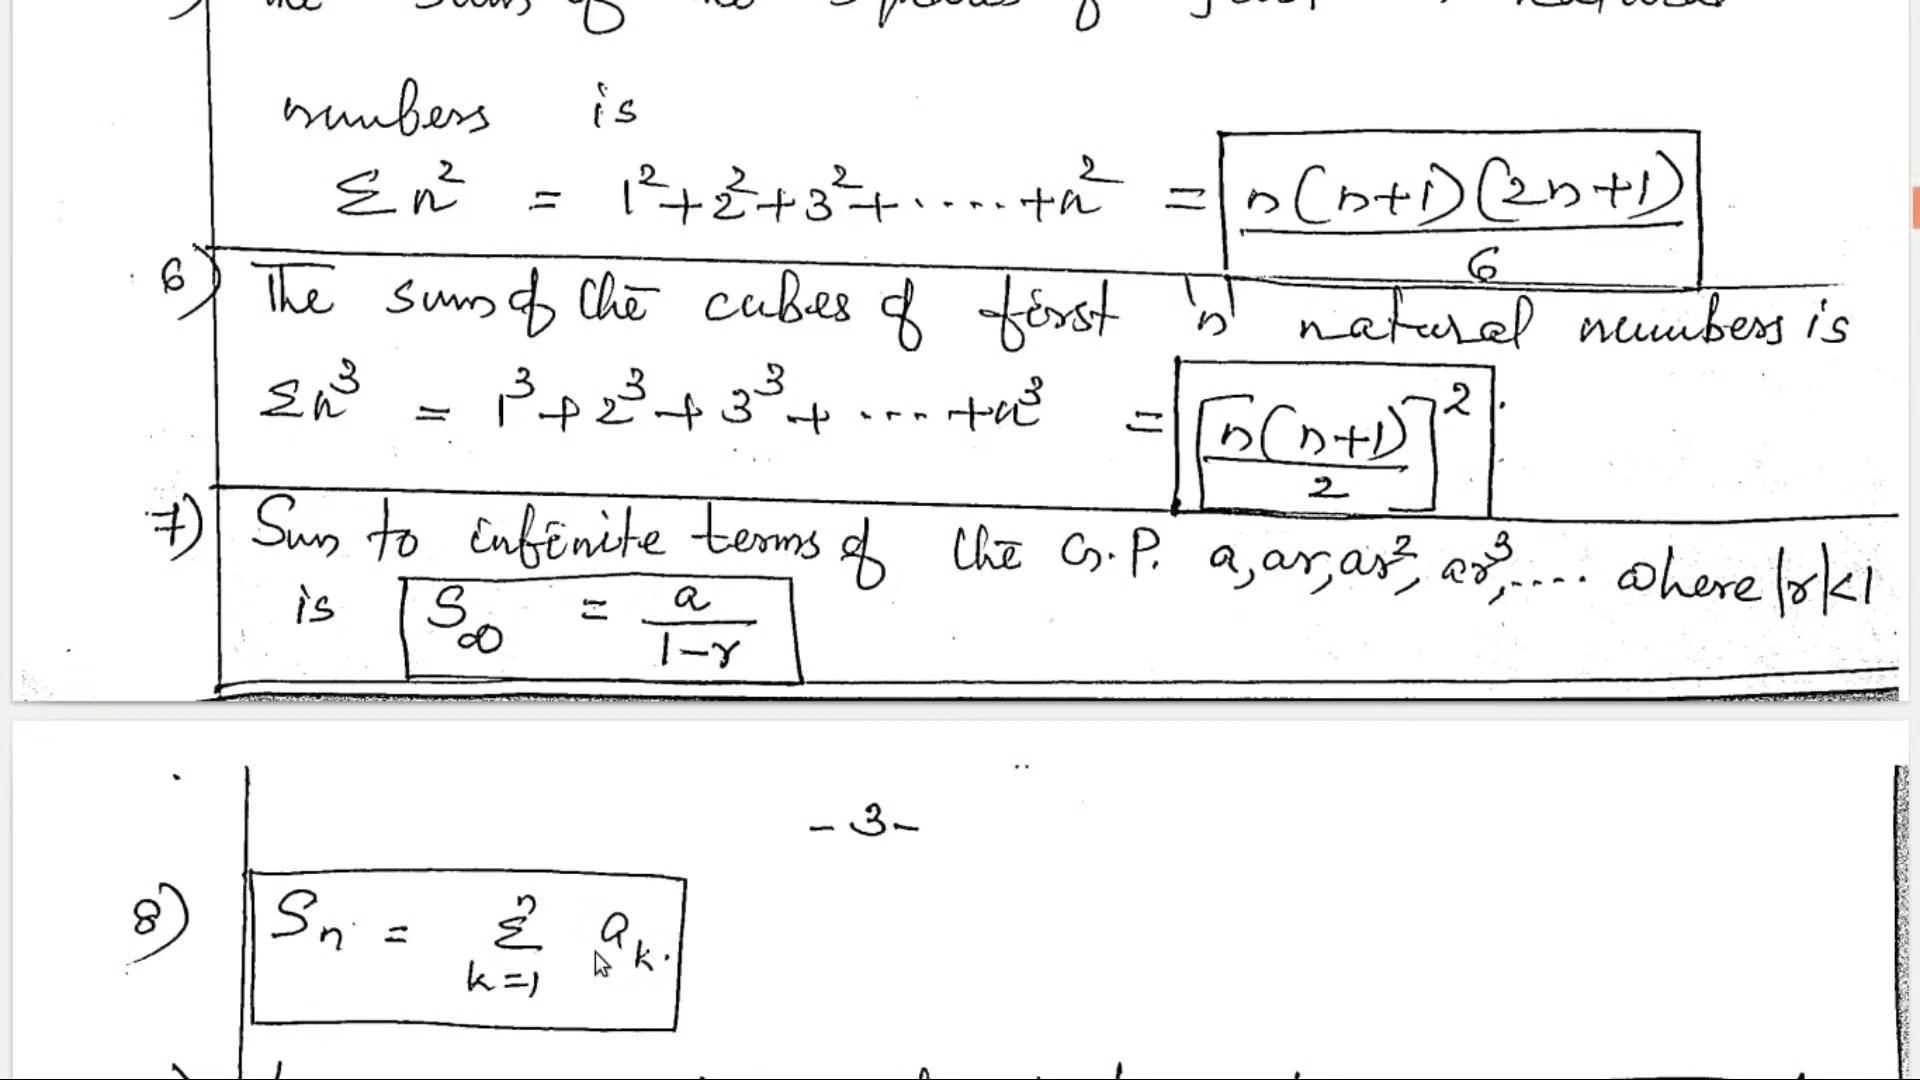 numbers is
Σn² = 1²+2²+3²+.....+n² = n(n+1)(2n+1)/6
6) The sum of the cubes of first 'n' natural numbers is
Σn³ = 1³+2³+3³+....+n³ = [n(n+1)/2]².
7) Sum to infinite terms of the G.P. a,ar,ar²,ar³,.... where |r|<1
is S∞ = a/1-r
-3-
8) Sn = Σ k=1 n ak.